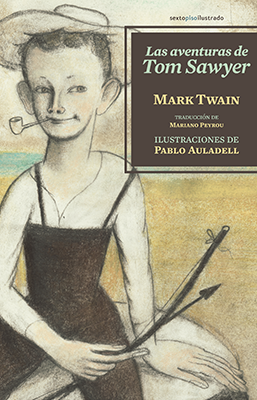 sextopisoilustrado
Las aventuras de
Tom Sawyer
MARK TWAIN
TRADUCCIÓN DE
MARIANO PEYROU
ILUSTRACIONES DE
PABLO AULADELL